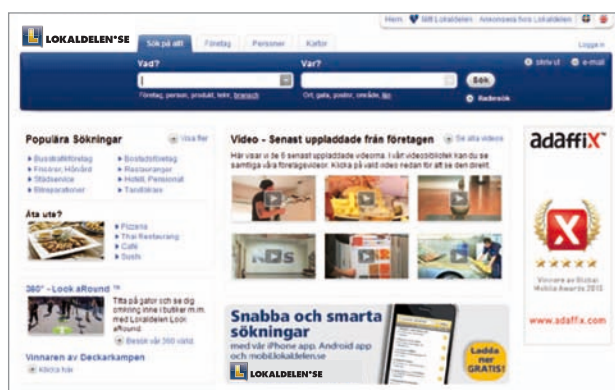 Hem Mitt Lokaldelen Annonsera hos Lokaldelen
LOKALDELEN*SE
Sök på allt Företag Personer Kartor
Logga in
Vad? Var?
Sök
skriv ut e-mail
Företag, person, produkt, telnr, bransch
Ort, gata, postnr, område, län
Radiesök
Populära Sökningar
Visa fler
Busstrafikföretag
Bostadsföretag
Frisörer, Hårvård
Restauranger
Städservice
Hotell, Pensionat
Bilreparationer
Tandläkare
Äta ute?
Pizzeria
Thai Restaurang
Café
Sushi
360° - Look aRound ™
Titta på gator och se dig
omkring inne i butiker m.m.
med Lokaldelen Look
aRound.
Besök vår 360 värld.
Vinnaren av Deckarkampen
Klicka här
Video - Senast uppladdade från företagen
Se alla videos
Här visar vi de 6 senast uppladdade videorna. I vårt videobibliotek kan du se
samtliga våra företagsvideor. Klicka på vald video nedan för att se den direkt.
Snabba och smarta
sökningar
med vår iPhone app. Android app
och mobil.lokaldelen.se
LOKALDELEN*SE
Ladda
ner
GRATIS!
adaffix
Vinnare av Global
Mobile Awards 2010
www.adaffix.com